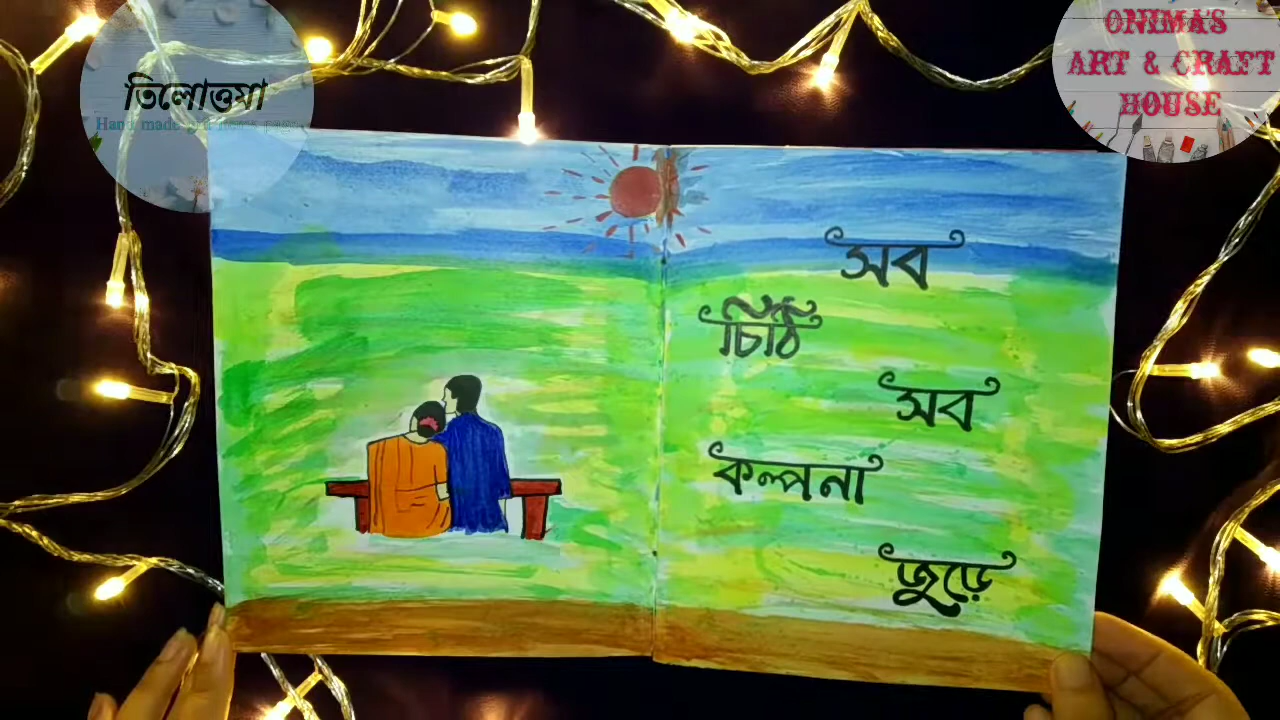 তিলোত্তমা
ONIMA'S
ART & CRAFT
HOUSE
সব
চিঠি
সব
কল্পনা
জুড়ে